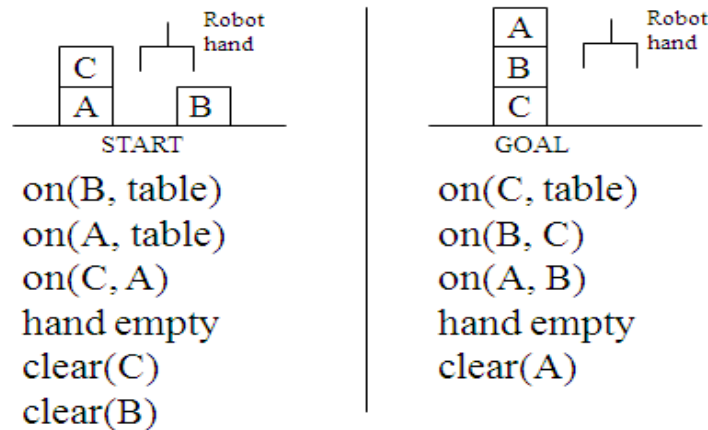 Robot
hand
C
A
B
START
on(B, table)
on(A, table)
on(C, A)
hand empty
clear(C)
clear(B)
A
B
C
Robot
hand
GOAL
on(C, table)
on(B, C)
on(A, B)
hand empty
clear(A)